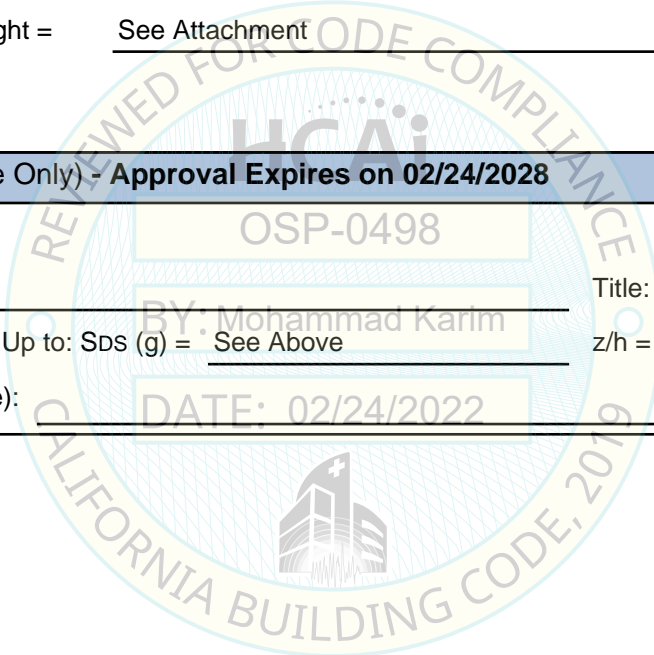 ght = See Attachment
REVIEWED FOR CODE COMPLIANCE
HCAi
e Only) - Approval Expires on 02/24/2028
OSP-0498
Title:
BY: Mohammad Karim
Up to: SDS (g) = See Above z/h =
e):
DATE: 02/24/2022
CALIFORNIA BUILDING CODE, 2019